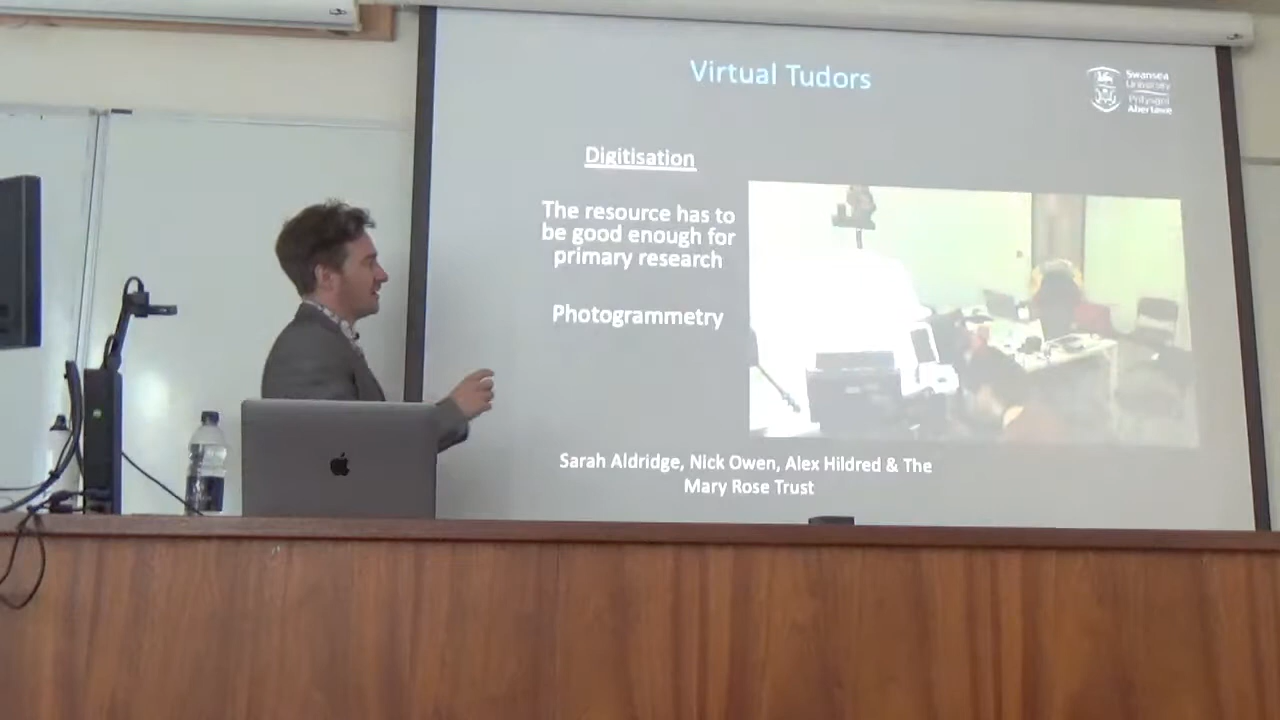 Virtual Tudors
Swansea
University
Prifysgol
Abertawe
Digitisation
The resource has to
be good enough for
primary research
Photogrammetry
Sarah Aldridge, Nick Owen, Alex Hildred & The
Mary Rose Trust